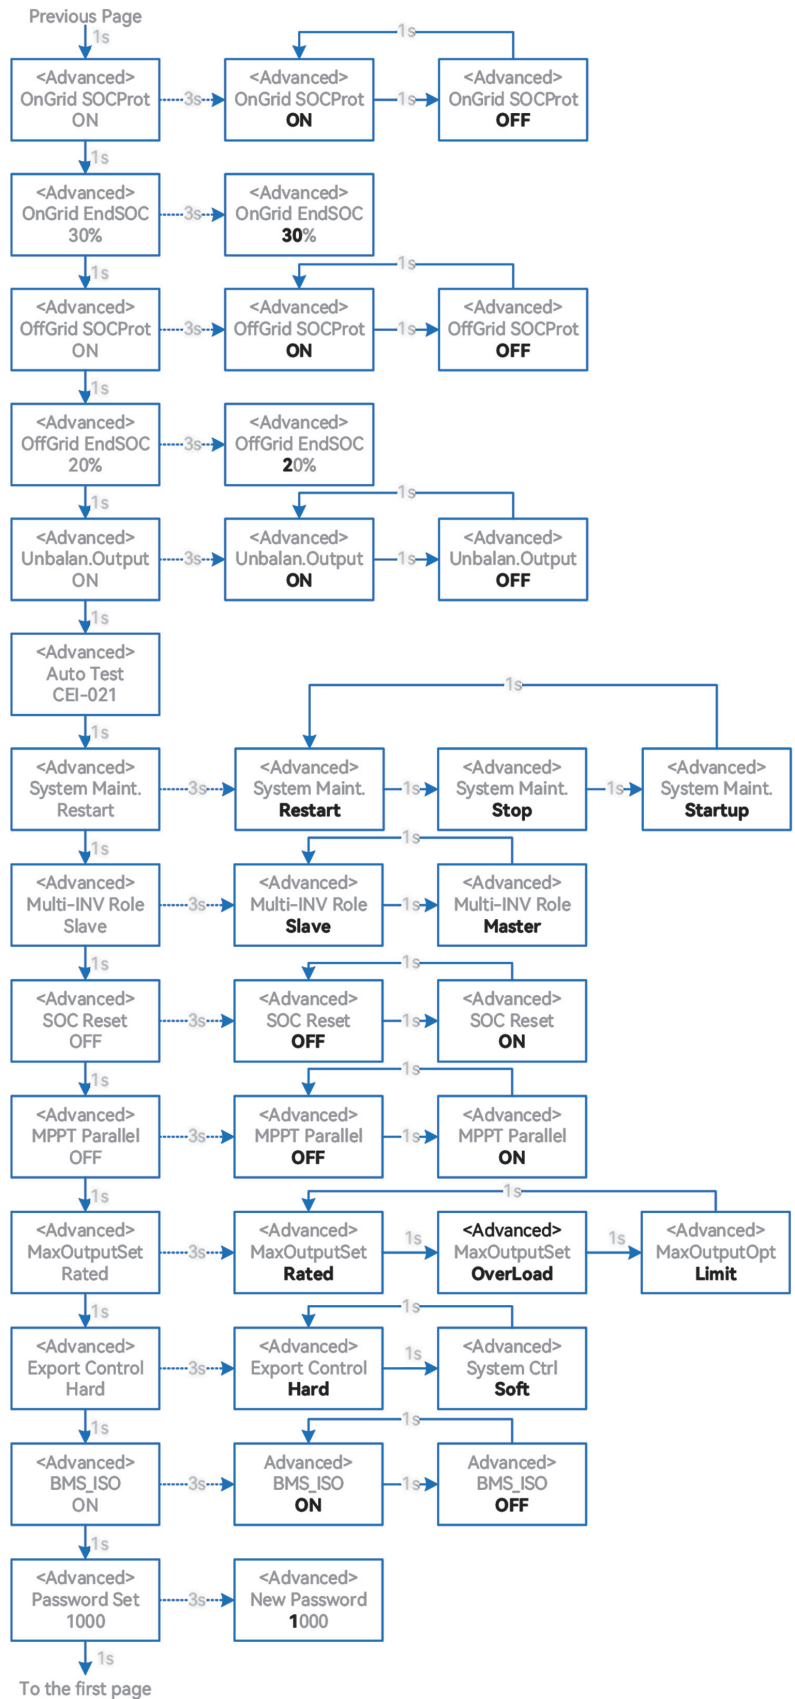 Previous Page
1s
1s
<Advanced>
OnGrid SOCProt
ON
3s
<Advanced>
OnGrid SOCProt
ON
1s
<Advanced>
OnGrid SOCProt
OFF
1s
<Advanced>
OnGrid EndSOC
30%
3s
<Advanced>
OnGrid EndSOC
30%
1s
1s
<Advanced>
OffGrid SOCProt
ON
3s
<Advanced>
OffGrid SOCProt
ON
1s
<Advanced>
OffGrid SOCProt
OFF
1s
<Advanced>
OffGrid EndSOC
20%
3s
<Advanced>
OffGrid EndSOC
20%
1s
1s
<Advanced>
Unbalan.Output
ON
3s
<Advanced>
Unbalan.Output
ON
1s
<Advanced>
Unbalan.Output
OFF
1s
<Advanced>
Auto Test
CEI-021
1s
1s
<Advanced>
System Maint.
Restart
3s
<Advanced>
System Maint.
Restart
1s
<Advanced>
System Maint.
Stop
1s
<Advanced>
System Maint.
Startup
1s
1s
<Advanced>
Multi-INV Role
Slave
3s
<Advanced>
Multi-INV Role
Slave
1s
<Advanced>
Multi-INV Role
Master
1s
1s
<Advanced>
SOC Reset
OFF
3s
<Advanced>
SOC Reset
OFF
1s
<Advanced>
SOC Reset
ON
1s
1s
<Advanced>
MPPT Parallel
OFF
3s
<Advanced>
MPPT Parallel
OFF
1s
<Advanced>
MPPT Parallel
ON
1s
1s
<Advanced>
MaxOutputSet
Rated
3s
<Advanced>
MaxOutputSet
Rated
1s
<Advanced>
MaxOutputSet
OverLoad
1s
<Advanced>
MaxOutputOpt
Limit
1s
1s
<Advanced>
Export Control
Hard
3s
<Advanced>
Export Control
Hard
1s
<Advanced>
System Ctrl
Soft
1s
1s
<Advanced>
BMS_ISO
ON
3s
Advanced>
BMS_ISO
ON
1s
Advanced>
BMS_ISO
OFF
1s
<Advanced>
Password Set
1000
3s
<Advanced>
New Password
1000
1s
To the first page